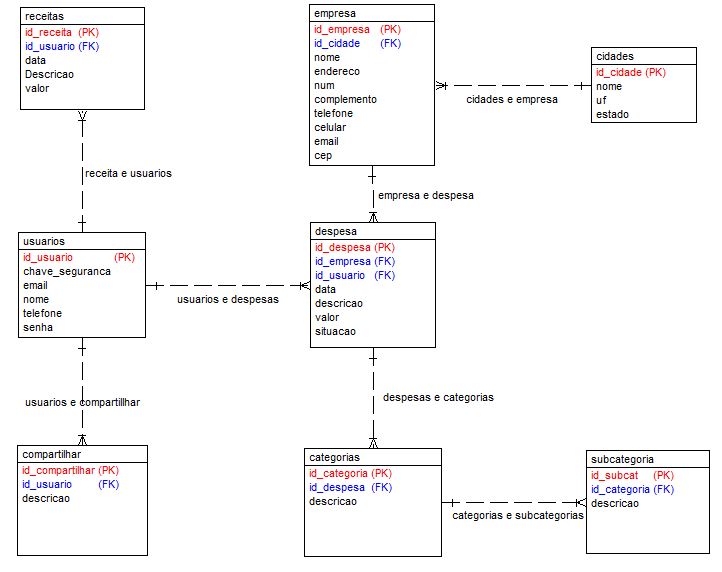 receitas
id_receita (PK)
id_usuario (FK)
data
Descricao
valor
empresa
id_empresa (PK)
id_cidade (FK)
nome
endereco
num
complemento
telefone
celular
email
cep
cidades
id_cidade (PK)
nome
uf
estado
cidades e empresa
receita e usuarios
empresa e despesa
usuarios
id_usuario (PK)
chave_seguranca
email
nome
telefone
senha
usuarios e despesas
despesa
id_despesa (PK)
id_empresa (FK)
id_usuario (FK)
data
descricao
valor
situacao
usuarios e compartillhar
despesas e categorias
compartilhar
id_compartilhar (PK)
id_usuario (FK)
descricao
categorias
id_categoria (PK)
id_despesa (FK)
descricao
categorias e subcategorias
subcategoria
id_subcat (PK)
id_categoria (FK)
descricao